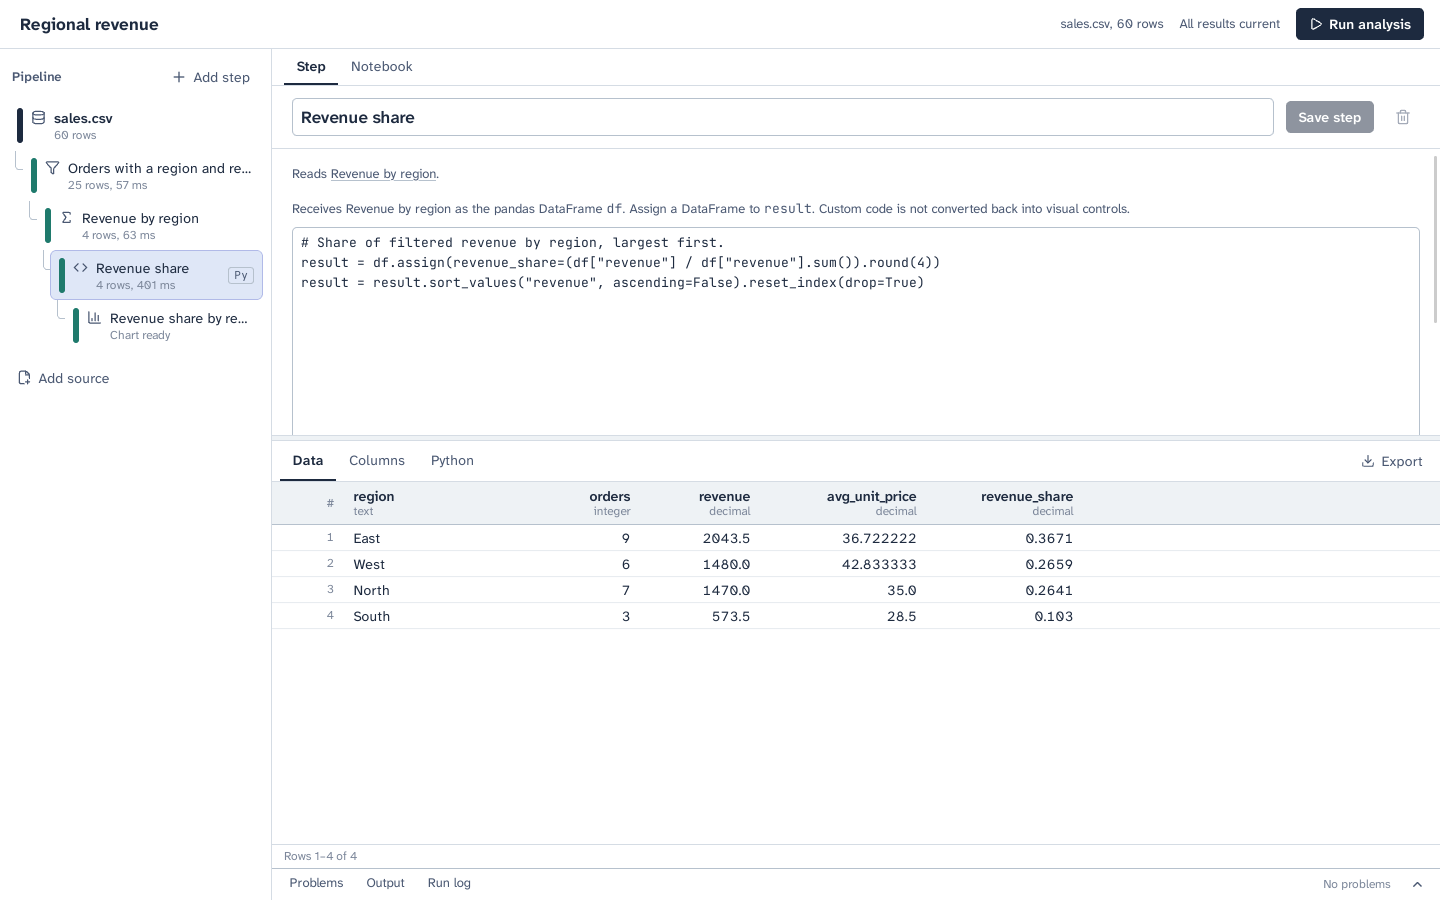 Regional revenue
sales.csv, 60 rows
All results current
Run analysis
Pipeline
Add step
sales.csv
60 rows
Orders with a region and re...
25 rows, 57 ms
Revenue by region
4 rows, 63 ms
Revenue share
4 rows, 401 ms
Py
Revenue share by re...
Chart ready
Add source
Step
Notebook
Revenue share
Save step
Reads Revenue by region.
Receives Revenue by region as the pandas DataFrame df. Assign a DataFrame to result. Custom code is not converted back into visual controls.
# Share of filtered revenue by region, largest first.
result = df.assign(revenue_share=(df["revenue"] / df["revenue"].sum()).round(4))
result = result.sort_values("revenue", ascending=False).reset_index(drop=True)
Data
Columns
Python
Export
# region orders revenue avg_unit_price revenue_share
text integer decimal decimal decimal
1 East 9 2043.5 36.722222 0.3671
2 West 6 1480.0 42.833333 0.2659
3 North 7 1470.0 35.0 0.2641
4 South 3 573.5 28.5 0.103
Rows 1–4 of 4
Problems
Output
Run log
No problems